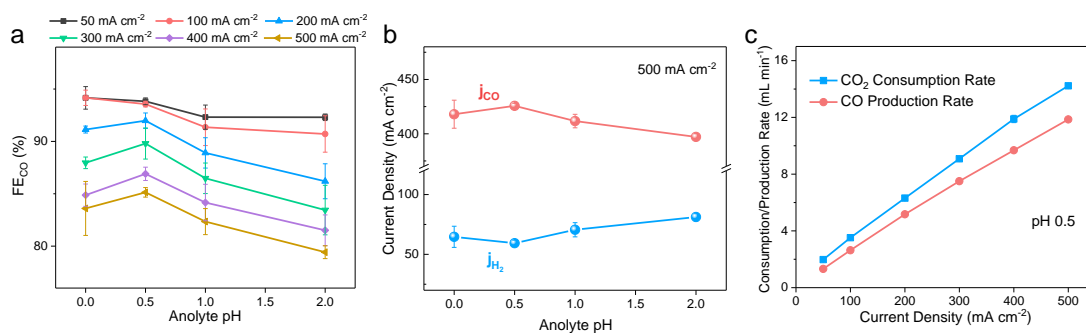 50 mA cm⁻² 100 mA cm⁻² 200 mA cm⁻²
300 mA cm⁻² 400 mA cm⁻² 500 mA cm⁻²
a
90
80
FE_CO (%)
0.0 0.5 1.0 1.5 2.0
Anolyte pH
b
500 mA cm⁻²
j_CO
j_H₂
450
400
100
50
Current Density (mA cm⁻²)
0.0 0.5 1.0 1.5 2.0
Anolyte pH
c
CO₂ Consumption Rate
CO Production Rate
pH 0.5
16
12
8
4
0
Consumption/Production Rate (mL min⁻¹)
0 100 200 300 400 500
Current Density (mA cm⁻²)